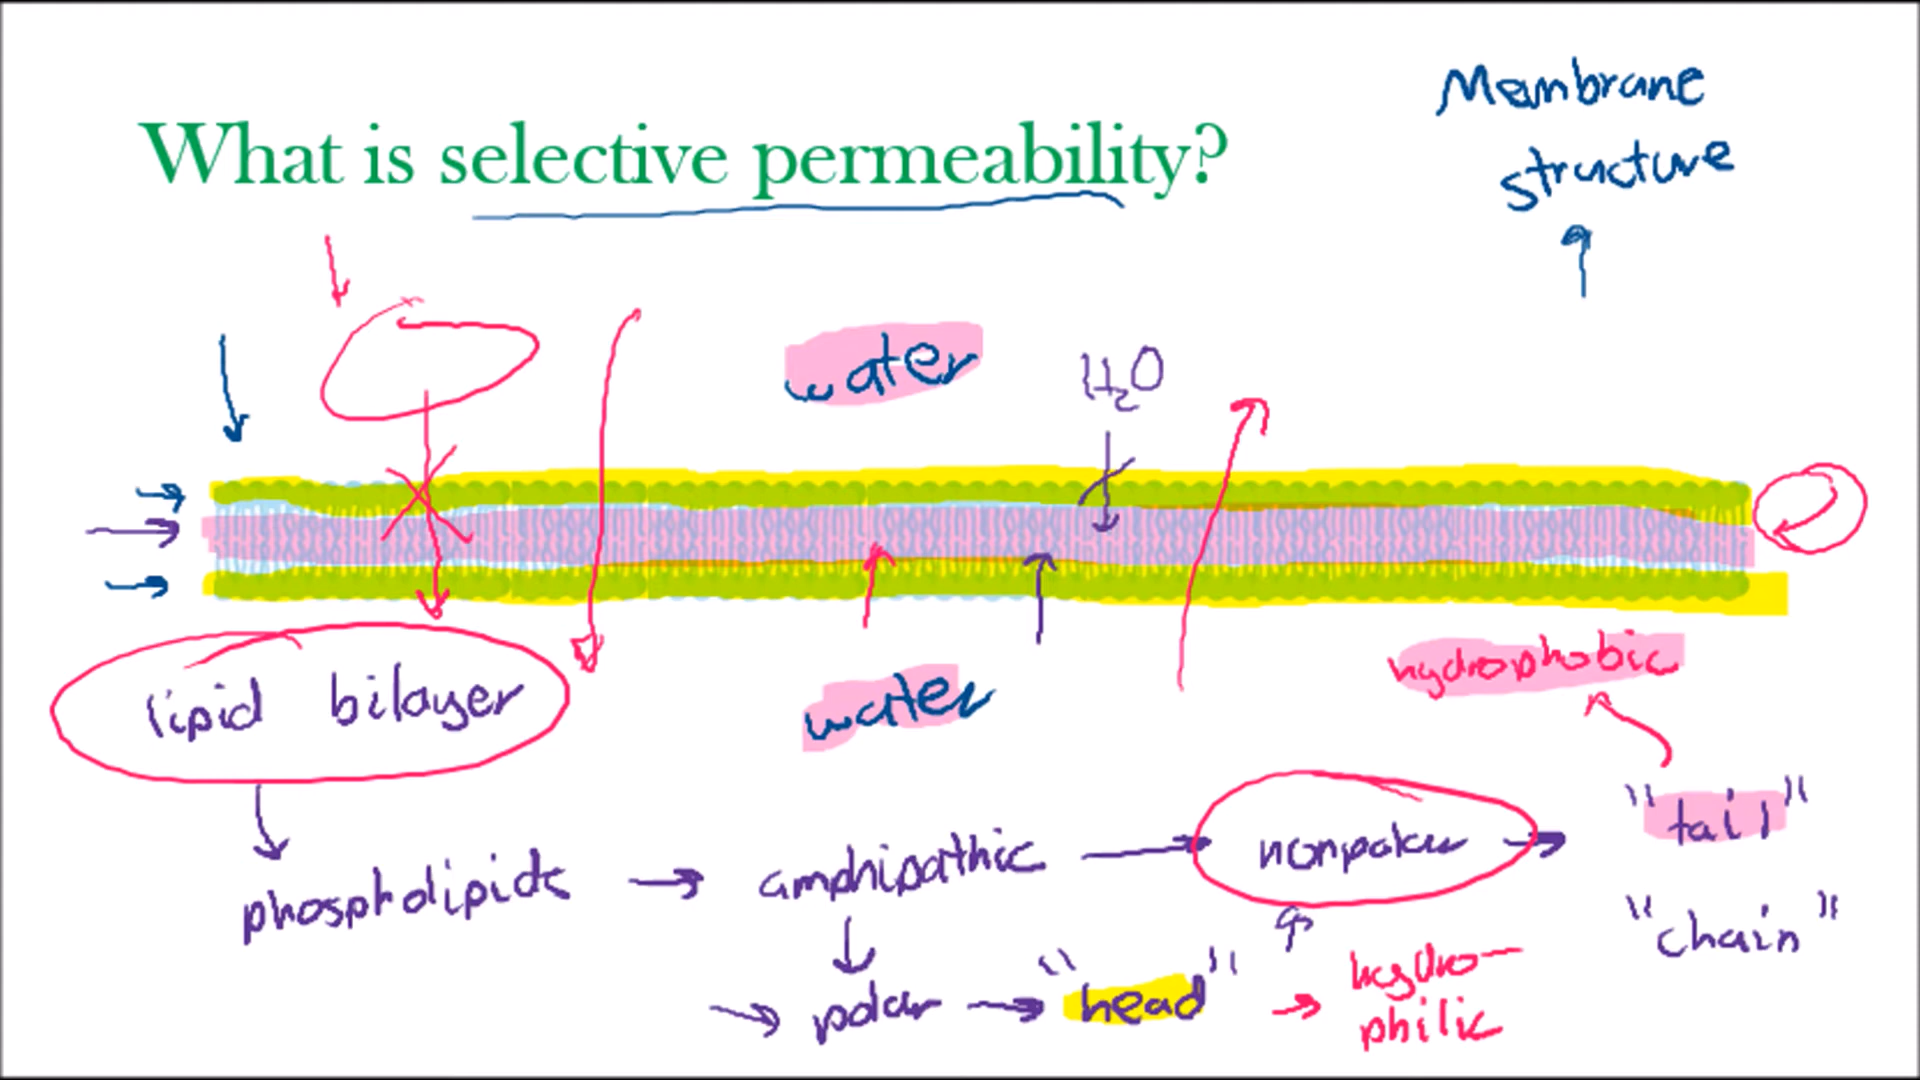 Membrane
structure
What is selective permeability?
water
H₂O
hydrophobic
lipid bilayer
water
"tail"
phospholipids → amphipathic → nonpolar →
"chain"
→ polar → "head" → hydro-
philic